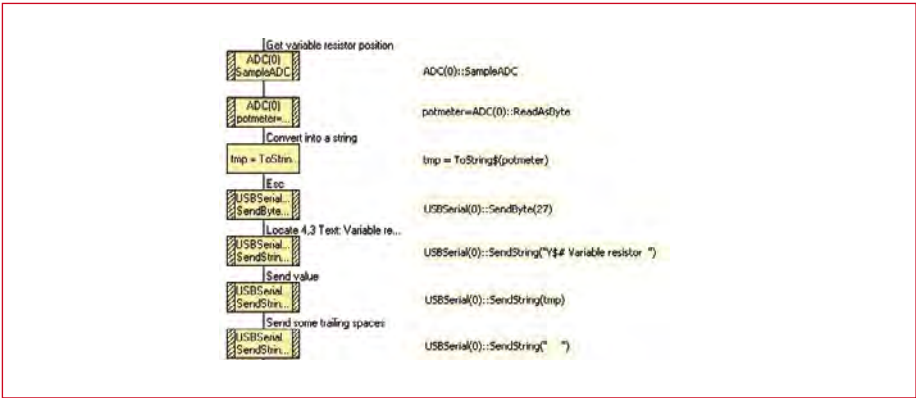 Get variable resistor position
ADC(0)
SampleADC
ADC(0)::SampleADC
ADC(0)
potmeter=...
potmeter=ADC(0)::ReadAsByte
Convert into a string
tmp = ToStrin...
tmp = ToString$(potmeter)
Esc
USBSerial...
SendByte...
USBSerial(0)::SendByte(27)
Locate 4,3 Text: Variable re...
USBSerial...
SendStrin...
USBSerial(0)::SendString("Y$# Variable resistor  ")
Send value
USBSerial...
SendStrin...
USBSerial(0)::SendString(tmp)
Send some trailing spaces
USBSerial...
SendStrin...
USBSerial(0)::SendString("    ")